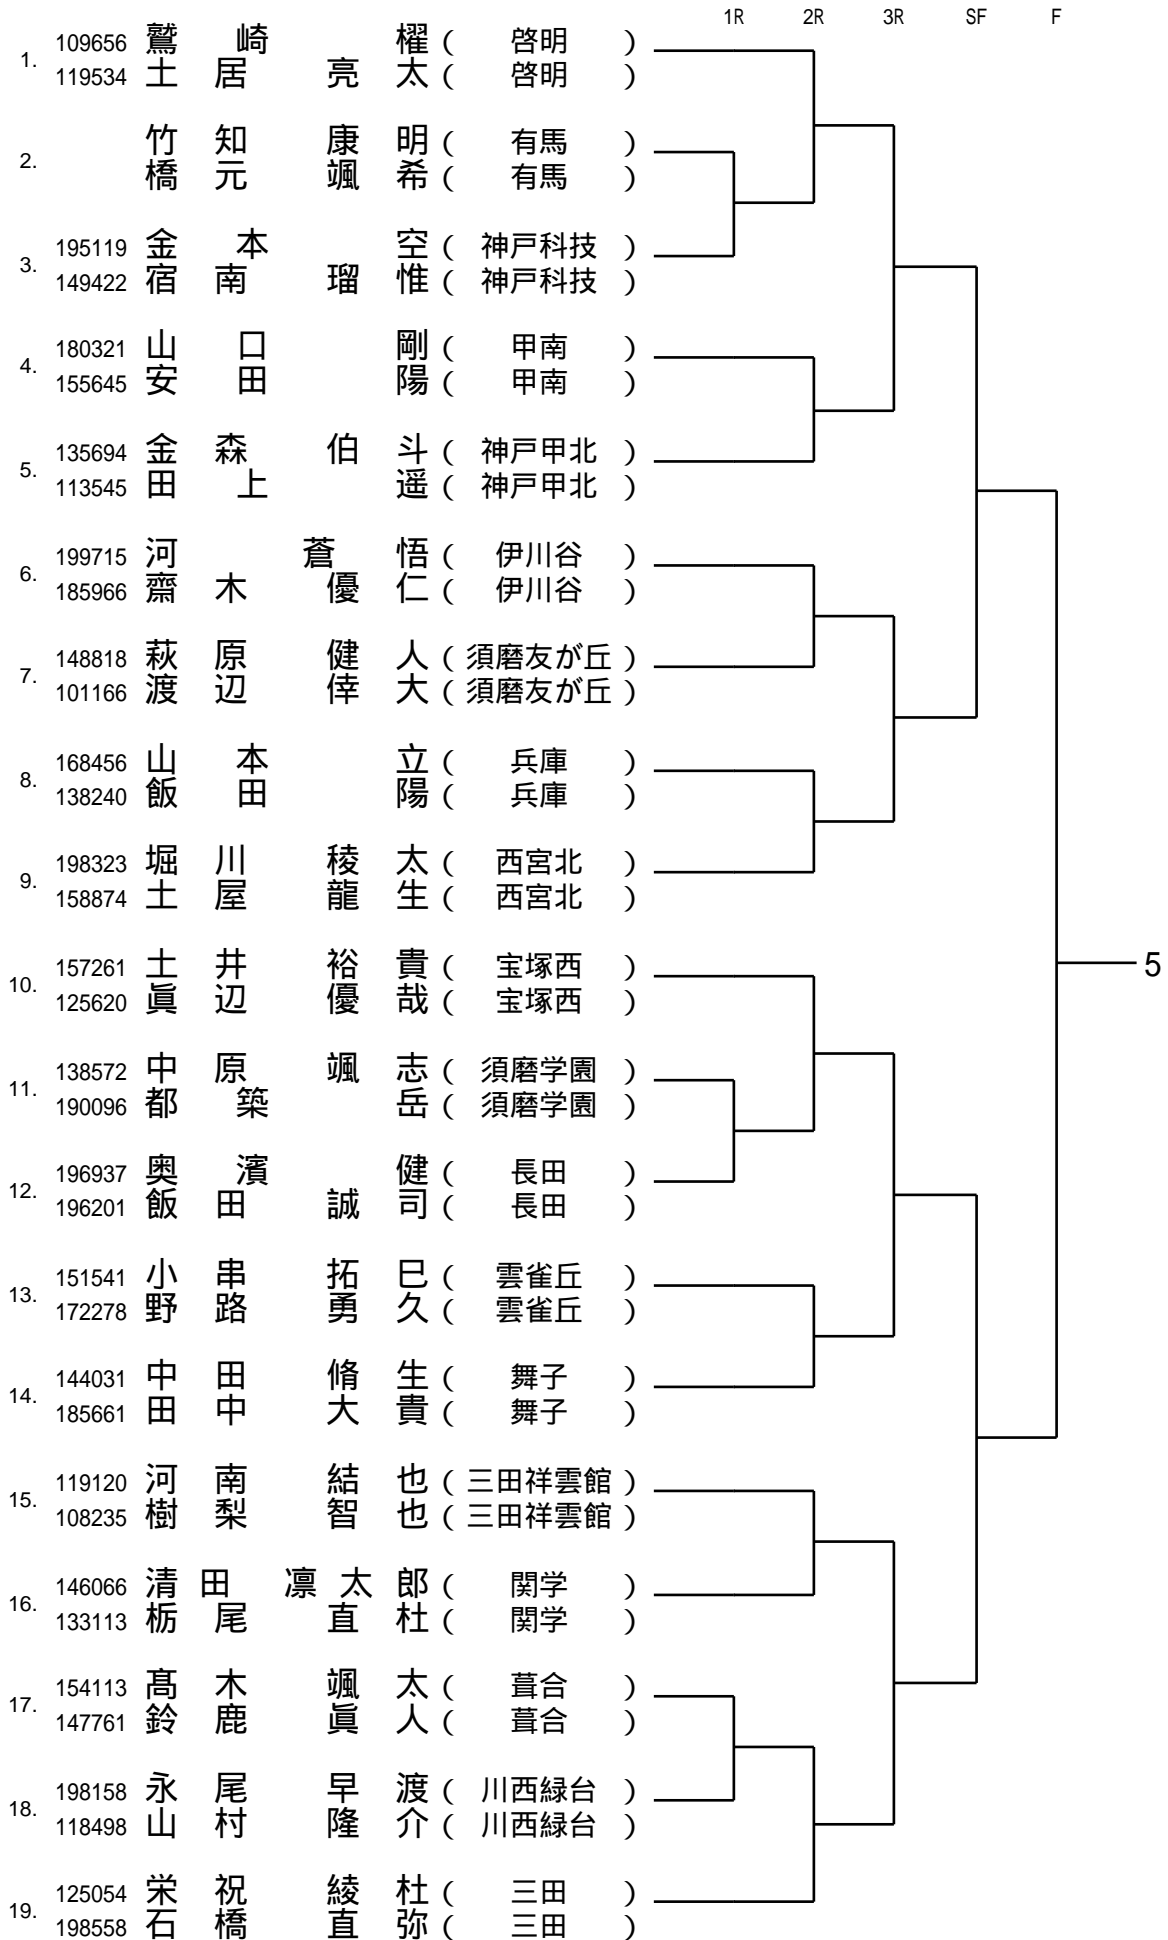 1R 2R 3R SF F
1. 109656 鷲崎 櫂 ( 啓明 )
119534 土居 亮太 ( 啓明 )
2. 竹知 康明 ( 有馬 )
橋元 颯希 ( 有馬 )
3. 195119 金本 空 ( 神戸科技 )
149422 宿南 瑠惟 ( 神戸科技 )
4. 180321 山口 剛 ( 甲南 )
155645 安田 陽 ( 甲南 )
5. 135694 金森 伯斗 ( 神戸甲北 )
113545 田上 遥 ( 神戸甲北 )
6. 199715 河 蒼悟 ( 伊川谷 )
185966 齋木 優仁 ( 伊川谷 )
7. 148818 萩原 健人 ( 須磨友が丘 )
101166 渡辺 倖大 ( 須磨友が丘 )
8. 168456 山本 立 ( 兵庫 )
138240 飯田 陽 ( 兵庫 )
9. 198323 堀川 稜太 ( 西宮北 )
158874 土屋 龍生 ( 西宮北 )
10. 157261 土井 裕貴 ( 宝塚西 )
125620 眞辺 優哉 ( 宝塚西 )
5
11. 138572 中原 颯志 ( 須磨学園 )
190096 都築 岳 ( 須磨学園 )
12. 196937 奥濱 健 ( 長田 )
196201 飯田 誠司 ( 長田 )
13. 151541 小串 拓巳 ( 雲雀丘 )
172278 野路 勇久 ( 雲雀丘 )
14. 144031 中田 脩生 ( 舞子 )
185661 田中 大貴 ( 舞子 )
15. 119120 河南 結也 ( 三田祥雲館 )
108235 樹梨 智也 ( 三田祥雲館 )
16. 146066 清田 凛太郎 ( 関学 )
133113 栃尾 直杜 ( 関学 )
17. 154113 髙木 颯太 ( 葺合 )
147761 鈴鹿 眞人 ( 葺合 )
18. 198158 永尾 早渡 ( 川西緑台 )
118498 山村 隆介 ( 川西緑台 )
19. 125054 栄祝 綾杜 ( 三田 )
198558 石橋 直弥 ( 三田 )